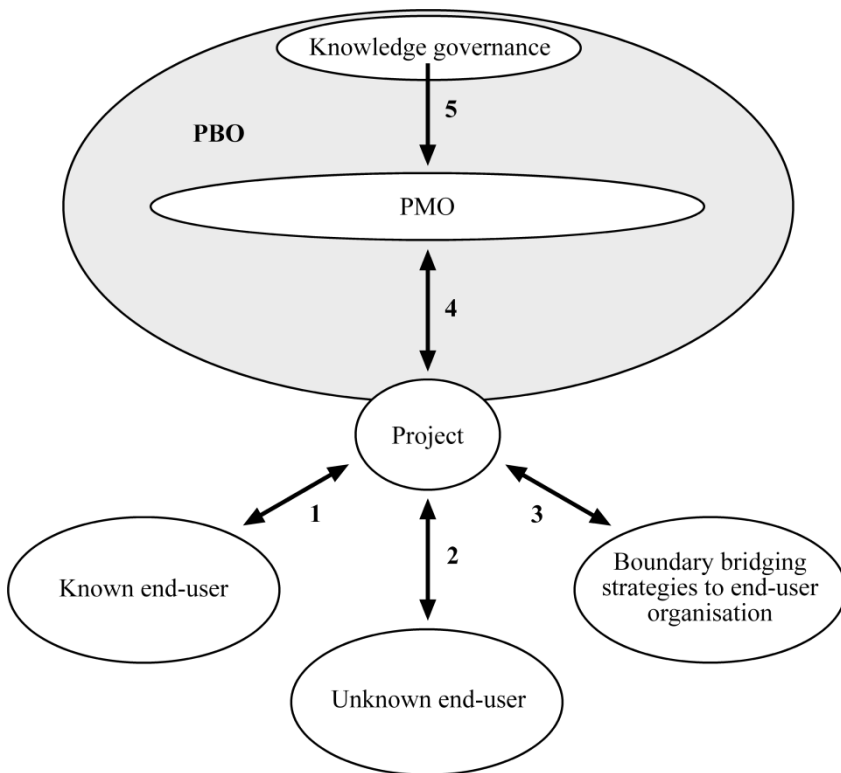 Knowledge governance
5
PBO
PMO
4
Project
1
3
2
Known end-user
Boundary bridging
strategies to end-user
organisation
Unknown end-user